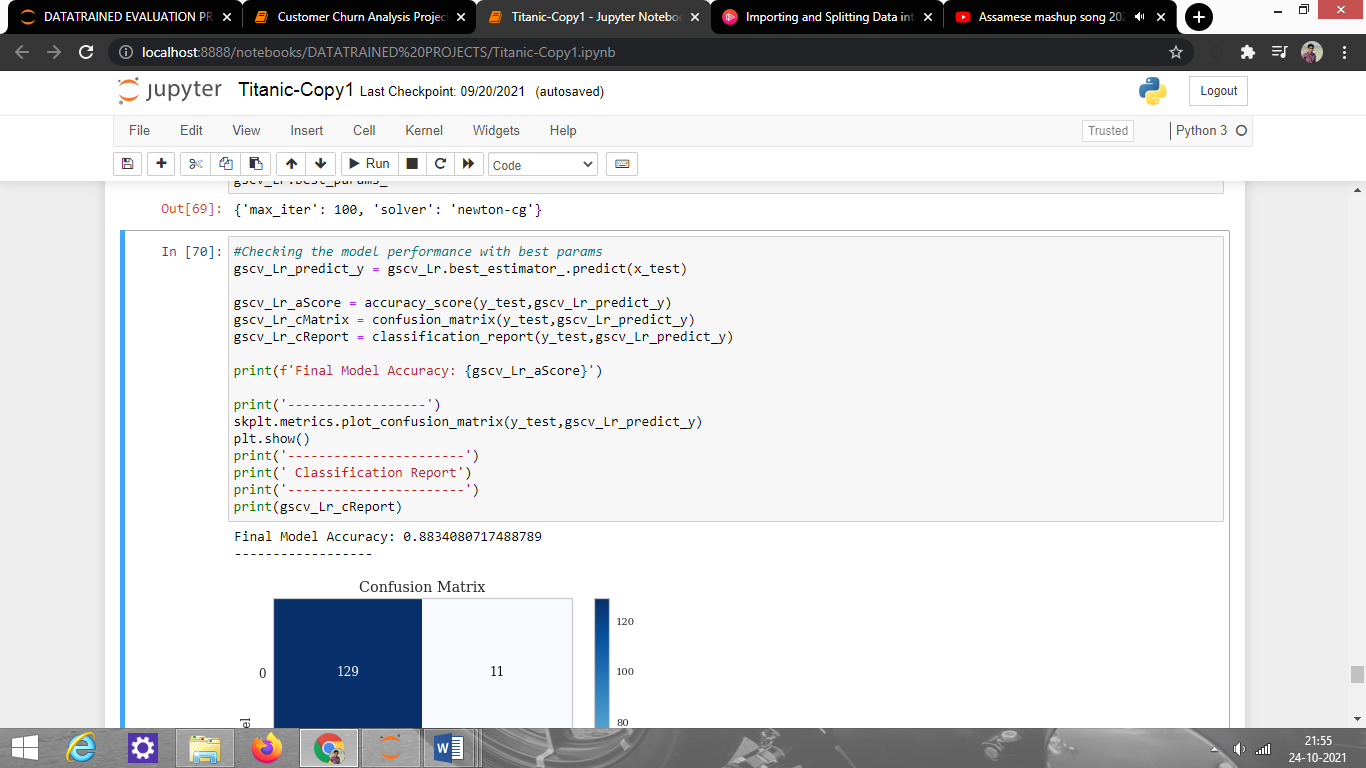 DATATRAINED EVALUATION PR
Customer Churn Analysis Projec
Titanic-Copy1 - Jupyter Notebo
Importing and Splitting Data int
Assamese mashup song 202
localhost:8888/notebooks/DATATRAINED%20PROJECTS/Titanic-Copy1.ipynb
jupyter Titanic-Copy1 Last Checkpoint: 09/20/2021 (autosaved)
Logout
File Edit View Insert Cell Kernel Widgets Help
Trusted
Python 3
Run
Code
gscv_Lr.best_params_
Out[69]: {'max_iter': 100, 'solver': 'newton-cg'}
In [70]: #Checking the model performance with best params
gscv_Lr_predict_y = gscv_Lr.best_estimator_.predict(x_test)
gscv_Lr_aScore = accuracy_score(y_test,gscv_Lr_predict_y)
gscv_Lr_cMatrix = confusion_matrix(y_test,gscv_Lr_predict_y)
gscv_Lr_cReport = classification_report(y_test,gscv_Lr_predict_y)
print(f'Final Model Accuracy: {gscv_Lr_aScore}')
print('------------------')
skplt.metrics.plot_confusion_matrix(y_test,gscv_Lr_predict_y)
plt.show()
print('-----------------------')
print(' Classification Report')
print('-----------------------')
print(gscv_Lr_cReport)
Final Model Accuracy: 0.8834080717488789
------------------
Confusion Matrix
120
0 129 11 100
el
80
21:55
24-10-2021